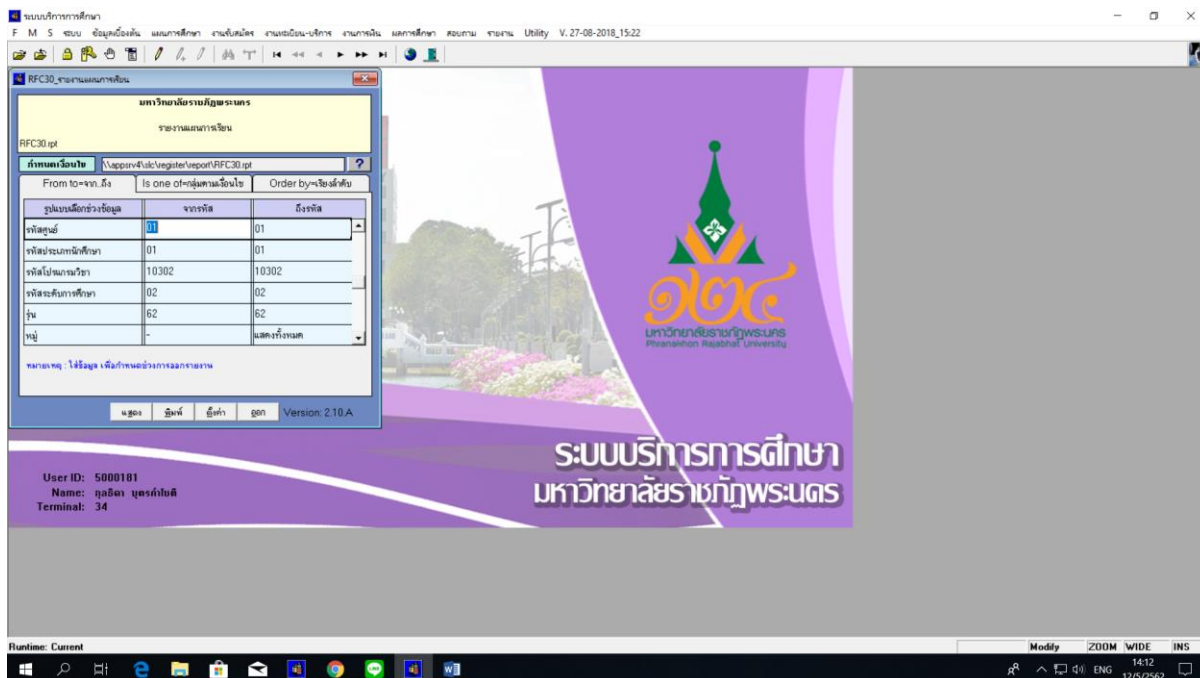 ระบบบริการการศึกษา
F M S ระบบ ข้อมูลเบื้องต้น แผนการศึกษา งานรับสมัคร งานทะเบียน-บริการ งานการเงิน ผลการศึกษา สอบถาม รายงาน Utility V. 27-08-2018_15:22
RFC30_รายงานแผนการเรียน
มหาวิทยาลัยราชภัฏพระนคร
รายงานแผนการเรียน
RFC30.rpt
กำหนดเงื่อนไข \\appsrv4\slc\register\report\RFC30.rpt ?
From to=จาก..ถึง Is one of=กลุ่มตามเงื่อนไข Order by=เรียงลำดับ
รูปแบบเลือกช่วงข้อมูล จากรหัส ถึงรหัส
รหัสศูนย์ 01 01
รหัสประเภทนักศึกษา 01 01
รหัสโปรแกรมวิชา 10302 10302
รหัสระดับการศึกษา 02 02
รุ่น 62 62
หมู่ - แสดงทั้งหมด
หมายเหตุ : ใส่ข้อมูล เพื่อกำหนดช่วงการออกรายงาน
แสดง พิมพ์ ตั้งค่า ออก Version: 2.10.A
๑๒๔
มหาวิทยาลัยราชภัฏพระนคร
Phranakhon Rajabhat University
ระบบบริการการศึกษา
มหาวิทยาลัยราชภัฏพระนคร
User ID: 5000181
Name: กุลธิดา บุตรคำโชติ
Terminal: 34
Runtime: Current Modify ZOOM WIDE INS
ENG 14:12
12/5/2562